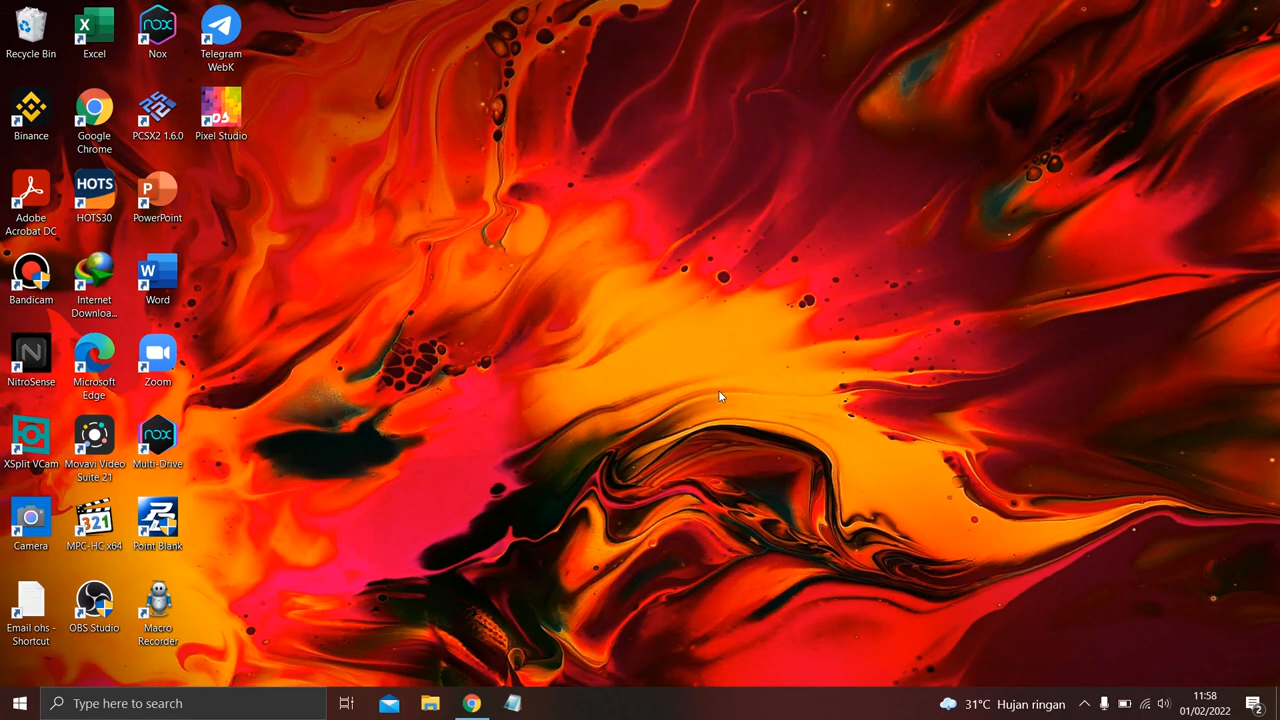 Recycle Bin
Excel
Nox
Telegram
WebK
Binance
Google
Chrome
PCSX2 1.6.0
Pixel Studio
Adobe
Acrobat DC
HOTS
HOTS30
PowerPoint
Bandicam
Internet
Downloa...
Word
NitroSense
Microsoft
Edge
Zoom
XSplit VCam
Movavi Video
Suite 21
Multi-Drive
Camera
MPC-HC x64
Point Blank
Email ohs -
Shortcut
OBS Studio
Macro
Recorder
Type here to search
31°C Hujan ringan
11:58
01/02/2022
2